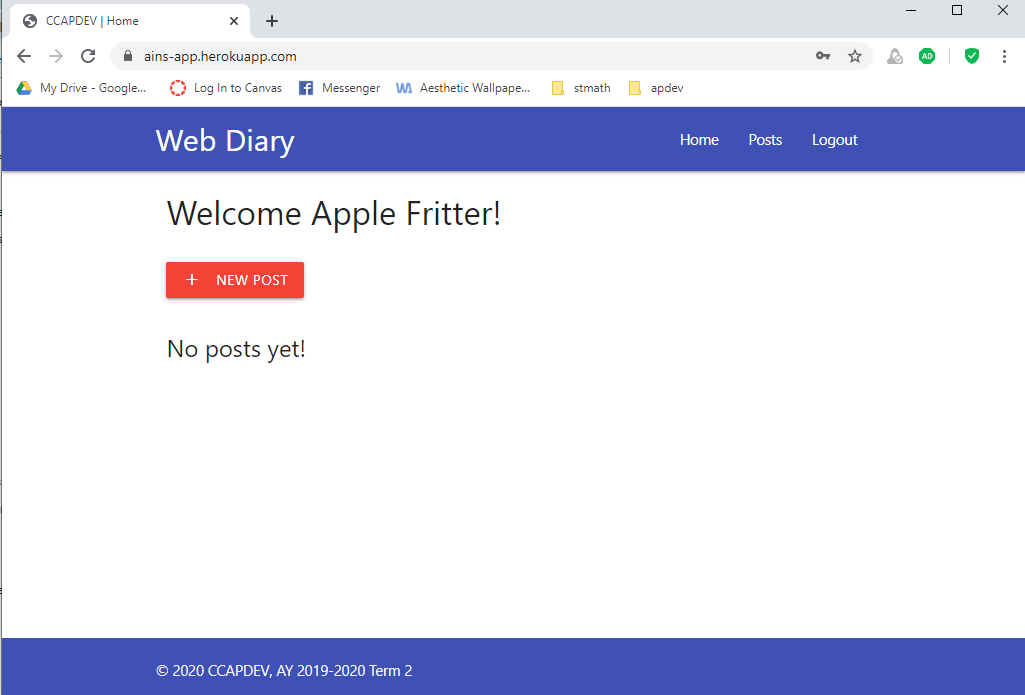 CCAPDEV | Home
ains-app.herokuapp.com
AD
My Drive - Google... Log In to Canvas Messenger Aesthetic Wallpape... stmath apdev
Web Diary Home Posts Logout
Welcome Apple Fritter!
+ NEW POST
No posts yet!
© 2020 CCAPDEV, AY 2019-2020 Term 2